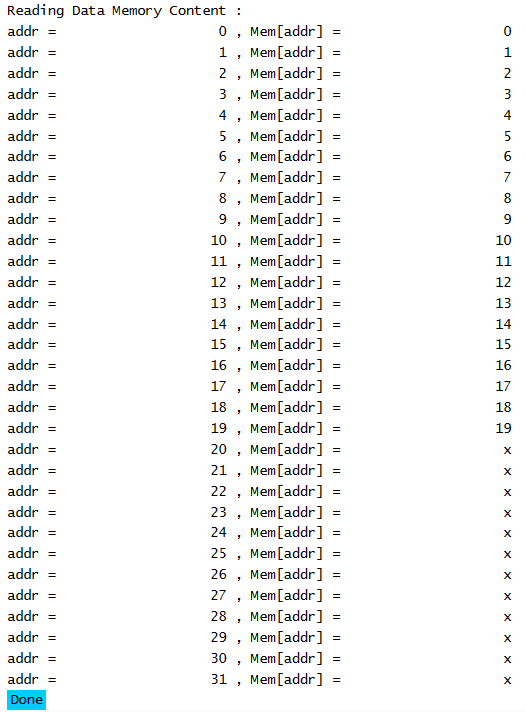 Reading Data Memory Content :
addr =                    0 , Mem[addr] =                    0
addr =                    1 , Mem[addr] =                    1
addr =                    2 , Mem[addr] =                    2
addr =                    3 , Mem[addr] =                    3
addr =                    4 , Mem[addr] =                    4
addr =                    5 , Mem[addr] =                    5
addr =                    6 , Mem[addr] =                    6
addr =                    7 , Mem[addr] =                    7
addr =                    8 , Mem[addr] =                    8
addr =                    9 , Mem[addr] =                    9
addr =                   10 , Mem[addr] =                   10
addr =                   11 , Mem[addr] =                   11
addr =                   12 , Mem[addr] =                   12
addr =                   13 , Mem[addr] =                   13
addr =                   14 , Mem[addr] =                   14
addr =                   15 , Mem[addr] =                   15
addr =                   16 , Mem[addr] =                   16
addr =                   17 , Mem[addr] =                   17
addr =                   18 , Mem[addr] =                   18
addr =                   19 , Mem[addr] =                   19
addr =                   20 , Mem[addr] =                    x
addr =                   21 , Mem[addr] =                    x
addr =                   22 , Mem[addr] =                    x
addr =                   23 , Mem[addr] =                    x
addr =                   24 , Mem[addr] =                    x
addr =                   25 , Mem[addr] =                    x
addr =                   26 , Mem[addr] =                    x
addr =                   27 , Mem[addr] =                    x
addr =                   28 , Mem[addr] =                    x
addr =                   29 , Mem[addr] =                    x
addr =                   30 , Mem[addr] =                    x
addr =                   31 , Mem[addr] =                    x
Done